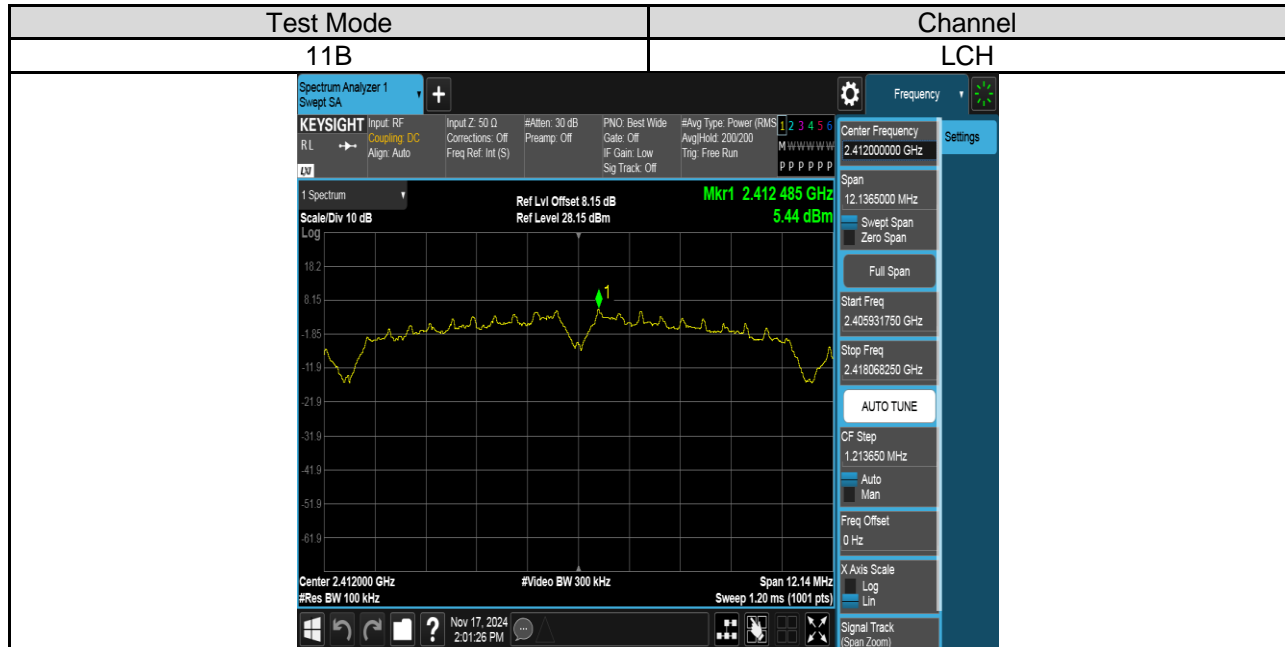 Test Mode Channel
11B LCH
Spectrum Analyzer 1
Swept SA
+
Frequency
KEYSIGHT
RL
LXI
Input: RF
Coupling: DC
Align: Auto
Input Z: 50 Ω
Corrections: Off
Freq Ref: Int (S)
#Atten: 30 dB
Preamp: Off
PNO: Best Wide
Gate: Off
IF Gain: Low
Sig Track: Off
#Avg Type: Power (RMS
Avg|Hold: 200/200
Trig: Free Run
1 2 3 4 5 6
M W W W W W
P P P P P P
1 Spectrum
Scale/Div 10 dB
Log
Ref Lvl Offset 8.15 dB
Ref Level 28.15 dBm
Mkr1 2.412 485 GHz
5.44 dBm
18.2
8.15
-1.85
-11.9
-21.9
-31.9
-41.9
-51.9
-61.9
1
Center 2.412000 GHz
#Res BW 100 kHz
#Video BW 300 kHz
Span 12.14 MHz
Sweep 1.20 ms (1001 pts)
Center Frequency
2.412000000 GHz
Settings
Span
12.1365000 MHz
Swept Span
Zero Span
Full Span
Start Freq
2.405931750 GHz
Stop Freq
2.418068250 GHz
AUTO TUNE
CF Step
1.213650 MHz
Auto
Man
Freq Offset
0 Hz
X Axis Scale
Log
Lin
Signal Track
(Span Zoom)
?
Nov 17, 2024
2:01:26 PM